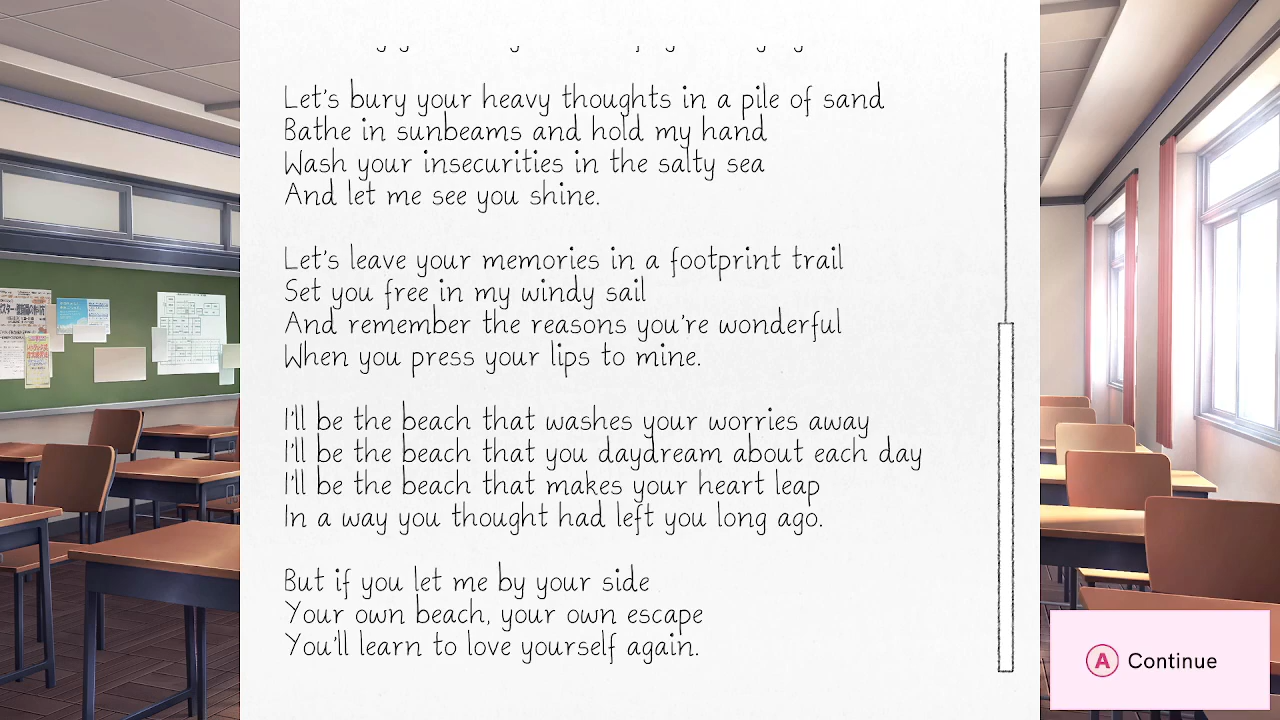 Let's bury your heavy thoughts in a pile of sand
Bathe in sunbeams and hold my hand
Wash your insecurities in the salty sea
And let me see you shine.
Let's leave your memories in a footprint trail
Set you free in my windy sail
And remember the reasons you're wonderful
When you press your lips to mine.
I'll be the beach that washes your worries away
I'll be the beach that you daydream about each day
I'll be the beach that makes your heart leap
In a way you thought had left you long ago.
But if you let me by your side
Your own beach, your own escape
You'll learn to love yourself again.
A Continue